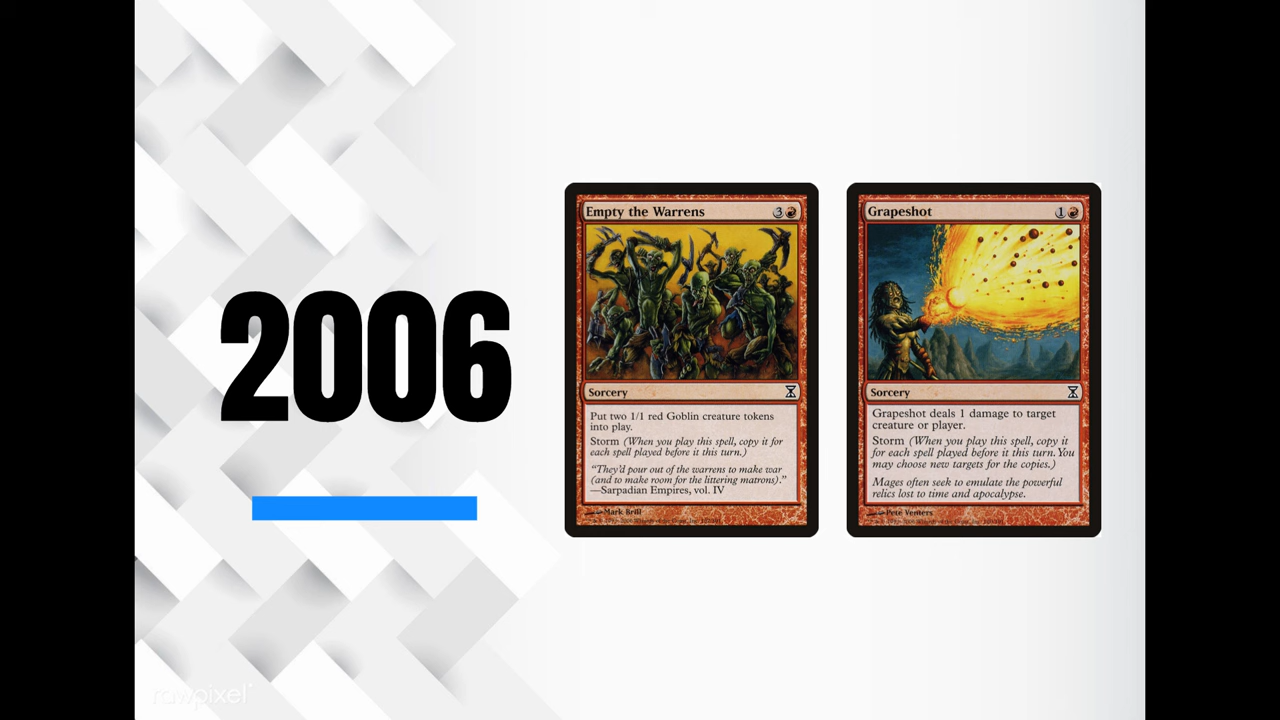 2006
Empty the Warrens
3
Sorcery
Put two 1/1 red Goblin creature tokens
into play.
Storm (When you play this spell, copy it for
each spell played before it this turn.)
"They'd pour out of the warrens to make war
(and to make room for the littering matrons)."
—Sarpadian Empires, vol. IV
Mark Brill
Grapeshot
1
Sorcery
Grapeshot deals 1 damage to target
creature or player.
Storm (When you play this spell, copy it
for each spell played before it this turn. You
may choose new targets for the copies.)
Mages often seek to emulate the powerful
relics lost to time and apocalypse.
Pete Venters
rawpixel